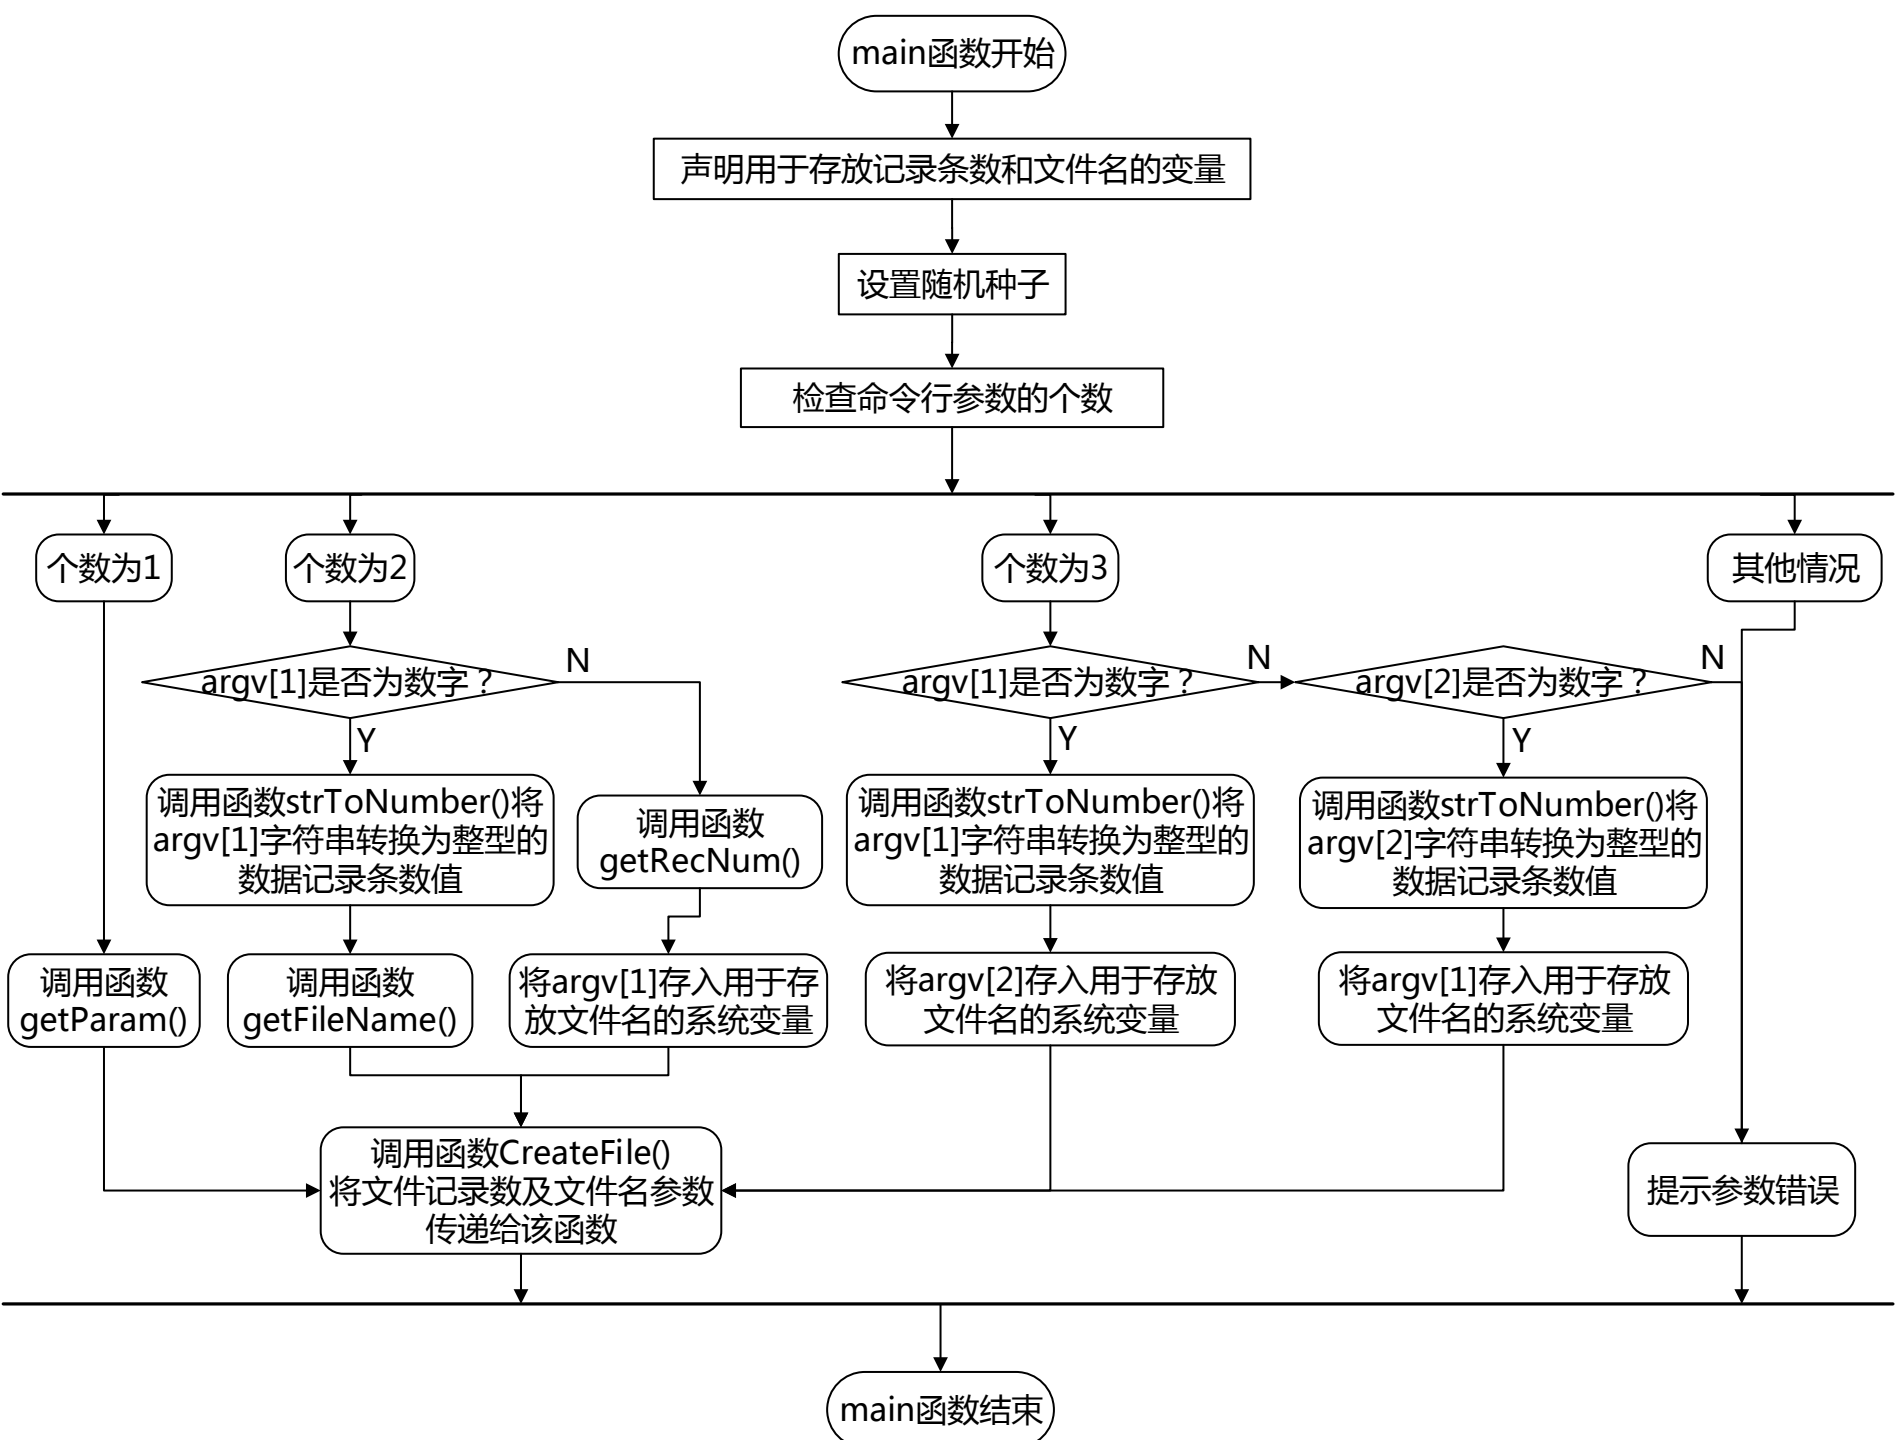 main函数开始
声明用于存放记录条数和文件名的变量
设置随机种子
检查命令行参数的个数
个数为1
个数为2
个数为3
其他情况
argv[1]是否为数字？
N
argv[1]是否为数字？
N
argv[2]是否为数字？
N
Y
Y
Y
调用函数strToNumber()将
argv[1]字符串转换为整型的
数据记录条数值
调用函数
getRecNum()
调用函数strToNumber()将
argv[1]字符串转换为整型的
数据记录条数值
调用函数strToNumber()将
argv[2]字符串转换为整型的
数据记录条数值
调用函数
getParam()
调用函数
getFileName()
将argv[1]存入用于存
放文件名的系统变量
将argv[2]存入用于存放
文件名的系统变量
将argv[1]存入用于存放
文件名的系统变量
调用函数CreateFile()
将文件记录数及文件名参数
传递给该函数
提示参数错误
main函数结束